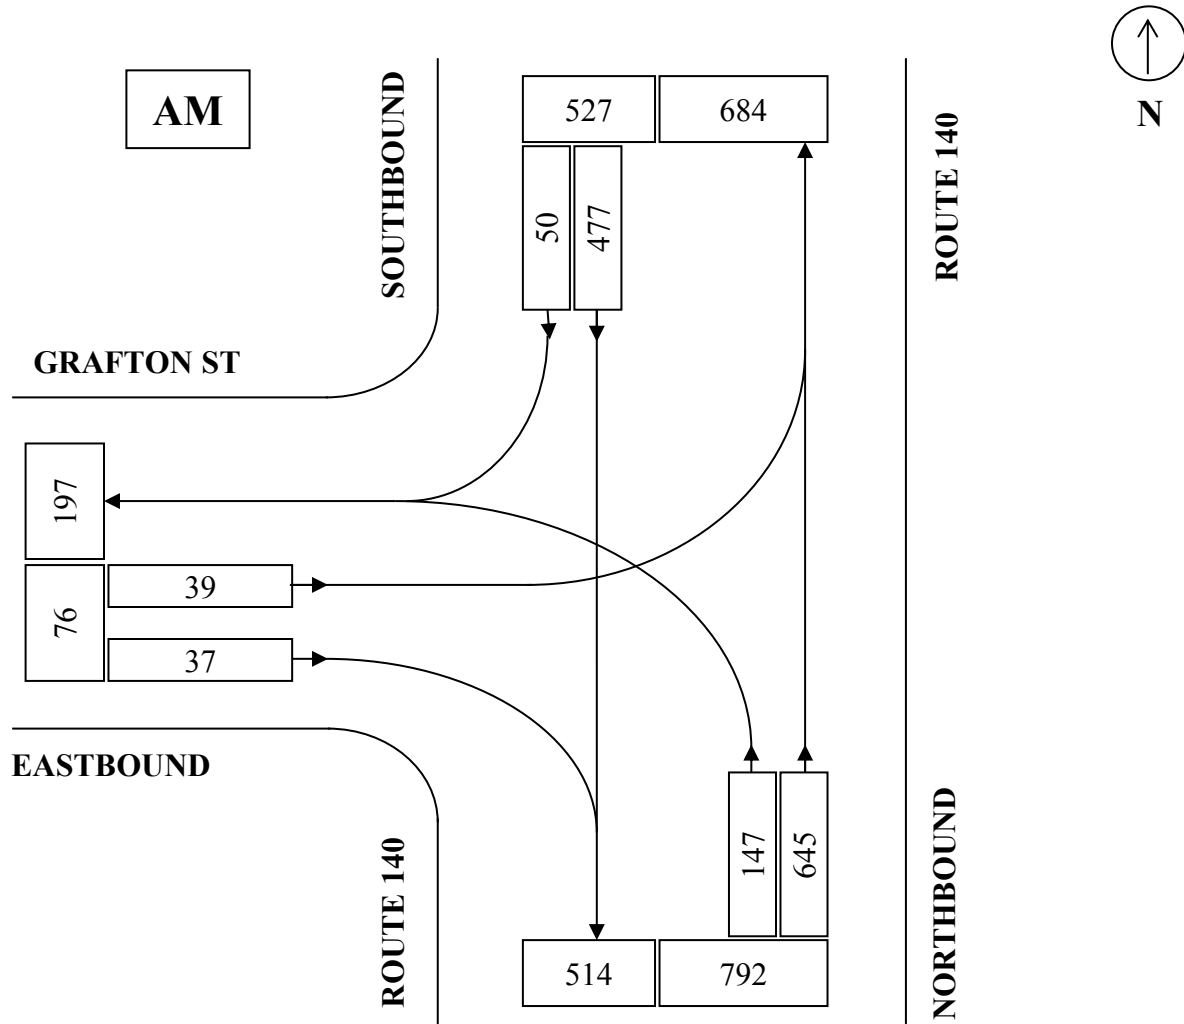 AM
SOUTHBOUND
527
684
N
ROUTE 140
50
477
GRAFTON ST
197
39
76
37
EASTBOUND
ROUTE 140
147
645
NORTHBOUND
514
792